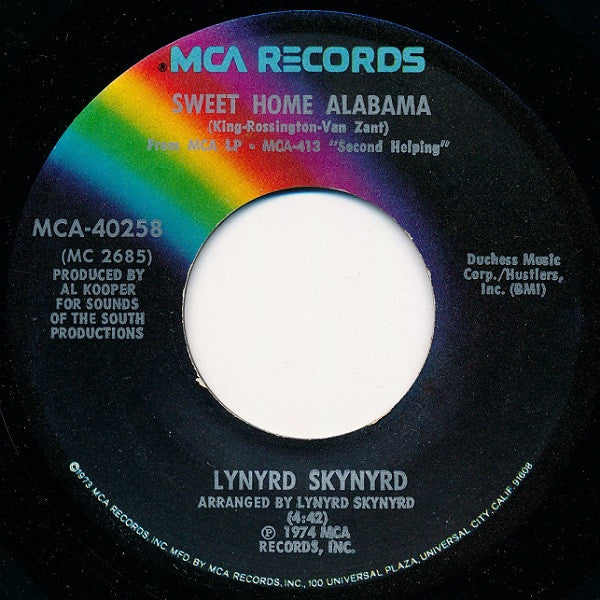 MCA RECORDS
SWEET HOME ALABAMA
(King-Rossington-Van Zant)
From MCA LP • MCA-413 "Second Helping"
MCA-40258
(MC 2685)
PRODUCED BY
AL KOOPER
FOR SOUNDS
OF THE SOUTH
PRODUCTIONS
Duchess Music
Corp./Hustlers,
Inc. (BMI)
LYNYRD SKYNYRD
ARRANGED BY LYNYRD SKYNYRD
(4:42)
℗ 1974 MCA
RECORDS, INC.
©1973 MCA RECORDS, INC. MFD. BY MCA RECORDS, INC., 100 UNIVERSAL PLAZA, UNIVERSAL CITY, CALIF. 91608